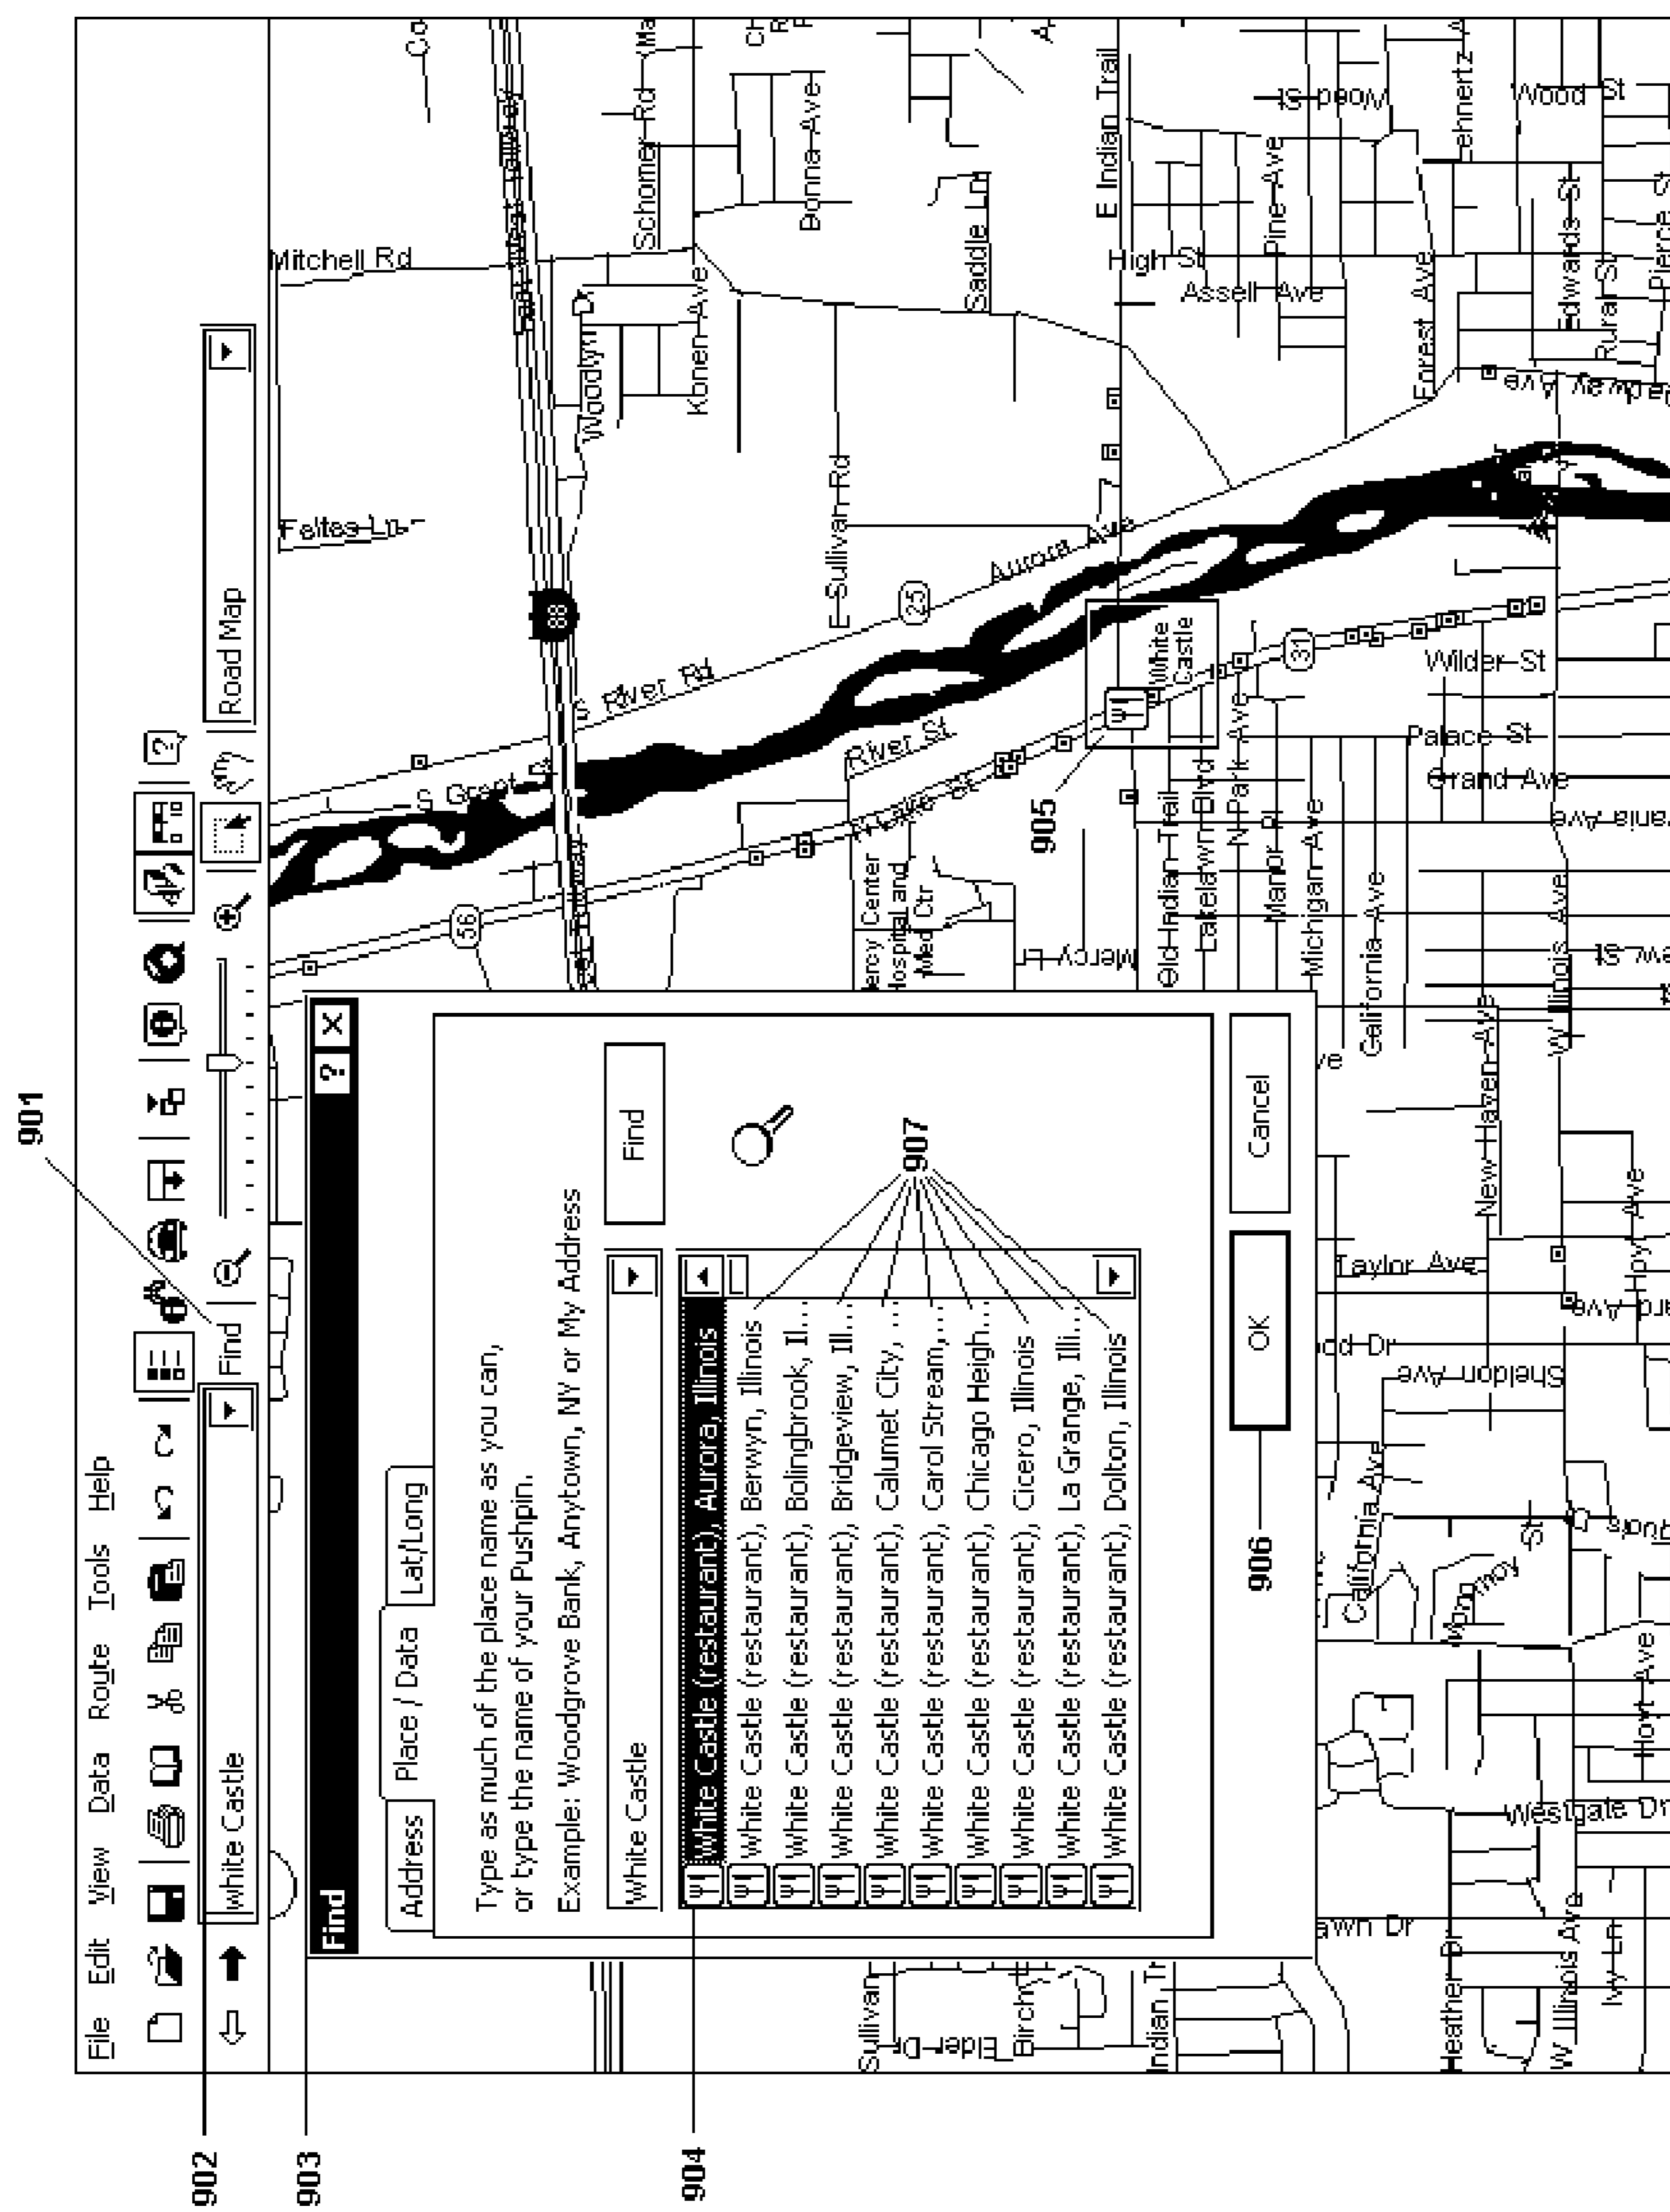 901
File Edit View Data Route Tools Help
White Castle
Find
Road Map
902
903
Find
? X
Address
Place / Data
Lat/Long
Type as much of the place name as you can,
or type the name of your Pushpin.
Example: Woodgrove Bank, Anytown, NY or My Address
White Castle
Find
904
White Castle (restaurant), Aurora, Illinois
White Castle (restaurant), Berwyn, Illinois
White Castle (restaurant), Bolingbrook, Il...
White Castle (restaurant), Bridgeview, Ill...
White Castle (restaurant), Calumet City, ...
White Castle (restaurant), Carol Stream,...
White Castle (restaurant), Chicago Heigh...
White Castle (restaurant), Cicero, Illinois
White Castle (restaurant), La Grange, Illi...
White Castle (restaurant), Dolton, Illinois
907
906
OK
Cancel
Mitchell Rd
Feltes Ln
88
56
S Grant
S River Rd
Woodlyn Dr
Schomer Rd
Konen Ave
Bonna Ave
E Sullivan Rd
25
Saddle Ln
Aurora Ave
River St
N Lake St
Mercy Ln
Hospital and
Med Ctr
905
White
Castle
E Indian Trail
High St
Assell Ave
Pine Ave
Wood St
Forest Ave
Wood St
Edwards St
Rural St
Pierce St
31
Old Indian Trail
Lakelawn Blvd
N Park Ave
Manor Pl
Michigan Ave
California Ave
Wilder St
Palace St
Grand Ave
W Illinois Ave
New Haven Ave
Taylor Ave
Hoyt Ave
Sheldon Ave
California Ave
Hoyt Ave
Westgate Dr
Sullivan
Elder Dr
Birch
Indian Tr
Heather Dr
W Illinois Ave
Ivy Ln